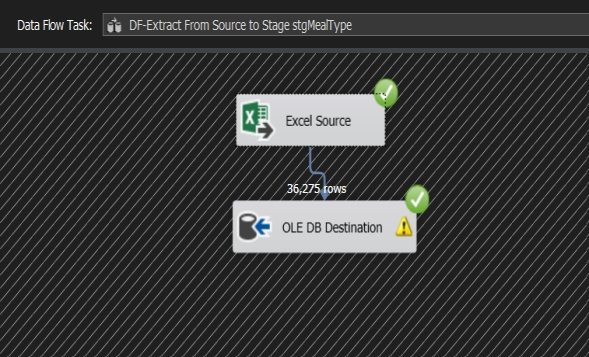 Data Flow Task: DF-Extract From Source to Stage stgMealType
Excel Source
36,275 rows
OLE DB Destination